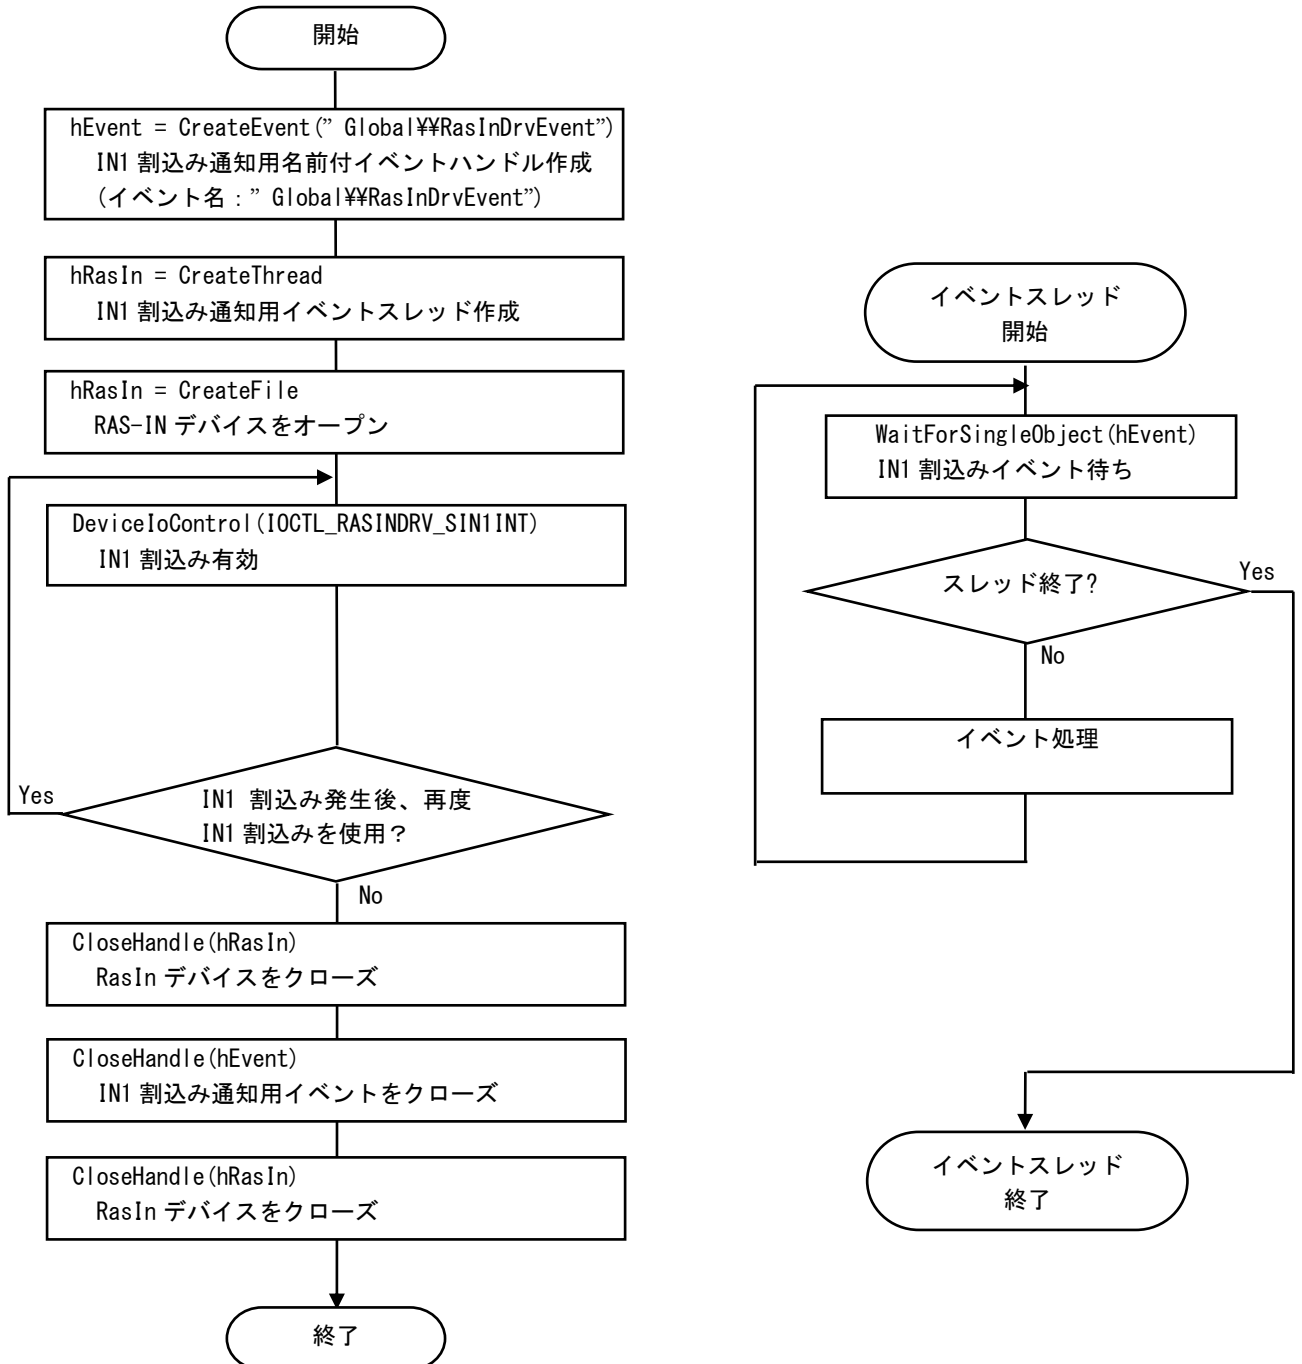 開始
hEvent = CreateEvent(” Global¥¥RasInDrvEvent”)
IN1 割込み通知用名前付イベントハンドル作成
(イベント名：” Global¥¥RasInDrvEvent”)
hRasIn = CreateThread
IN1 割込み通知用イベントスレッド作成
hRasIn = CreateFile
RAS-IN デバイスをオープン
DeviceIoControl(IOCTL_RASINDRV_SIN1INT)
IN1 割込み有効
Yes
IN1 割込み発生後、再度
IN1 割込みを使用？
No
CloseHandle(hRasIn)
RasIn デバイスをクローズ
CloseHandle(hEvent)
IN1 割込み通知用イベントをクローズ
CloseHandle(hRasIn)
RasIn デバイスをクローズ
終了
イベントスレッド
開始
WaitForSingleObject(hEvent)
IN1 割込みイベント待ち
スレッド終了?
Yes
No
イベント処理
イベントスレッド
終了